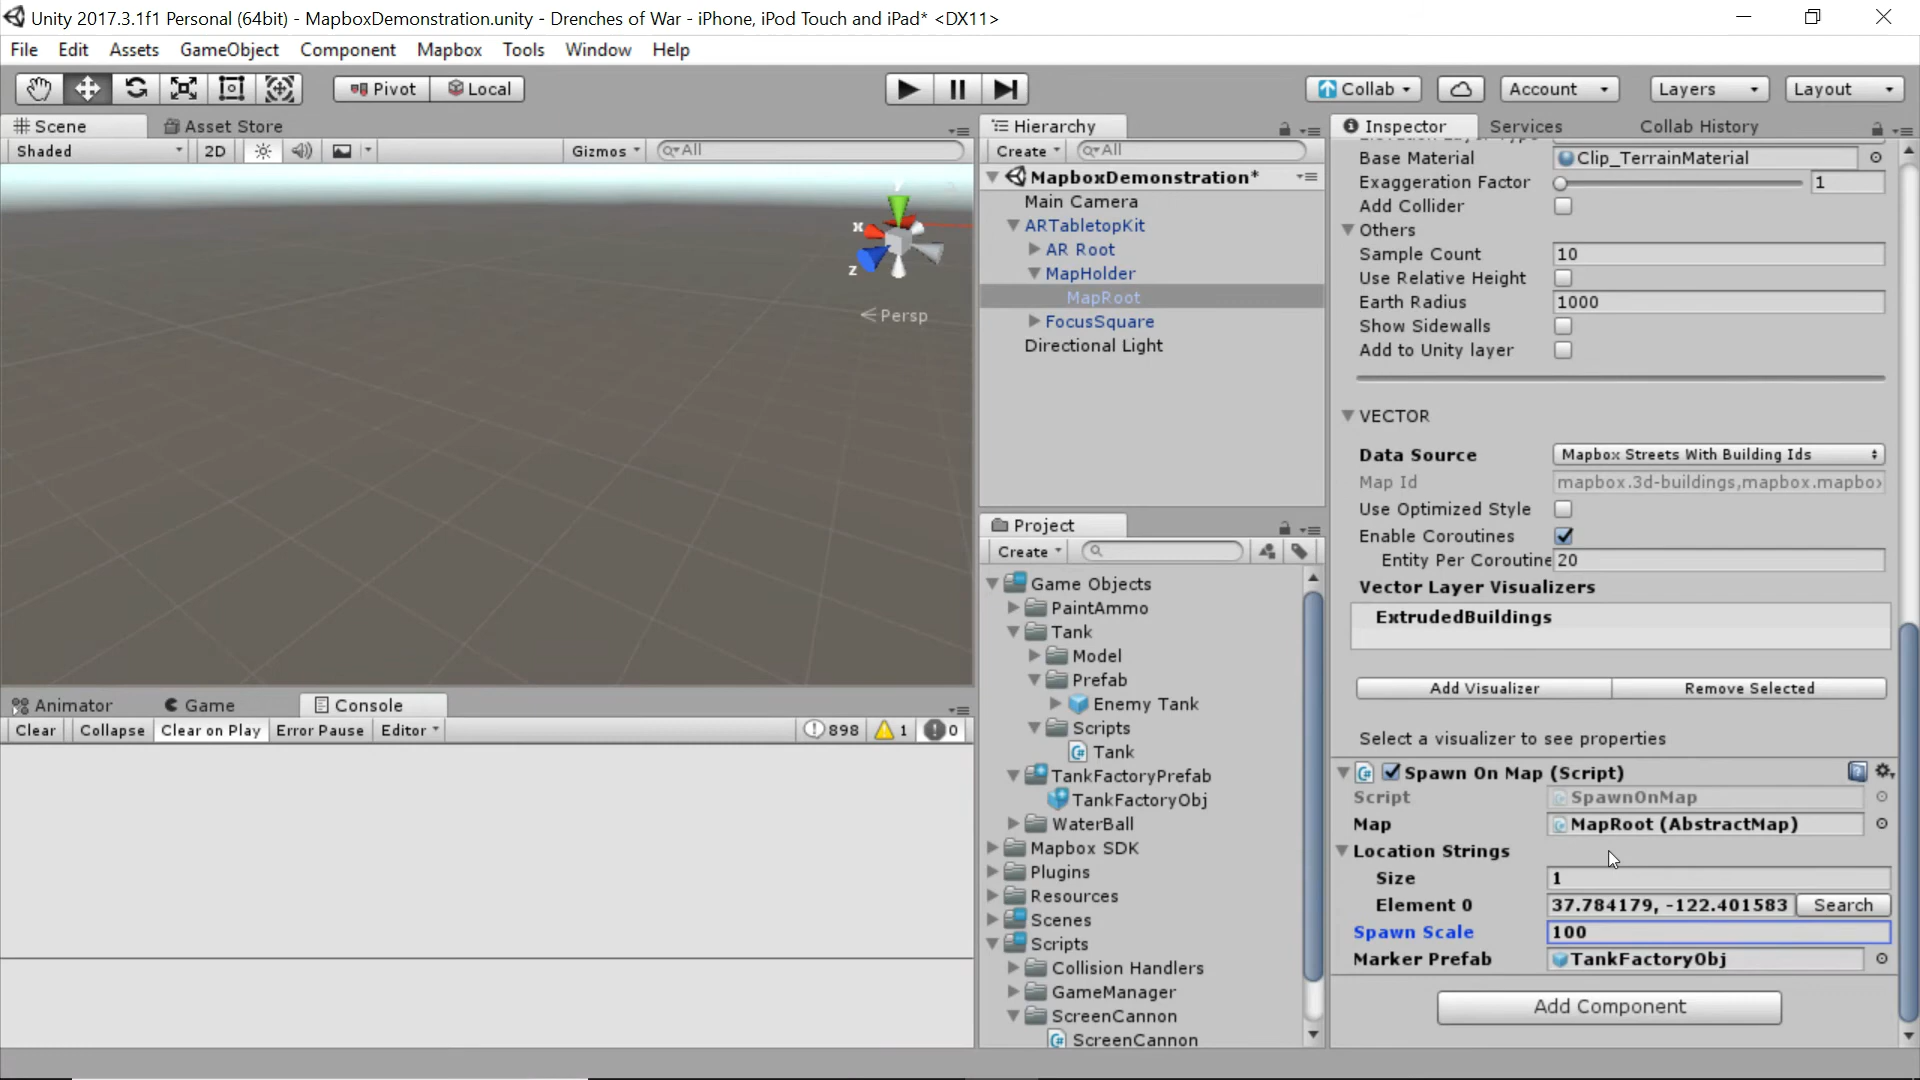 Unity 2017.3.1f1 Personal (64bit) - MapboxDemonstration.unity - Drenches of War - iPhone, iPod Touch and iPad* <DX11>
File Edit Assets GameObject Component Mapbox Tools Window Help
Pivot Local Collab Account Layers Layout
Scene Asset Store
Shaded 2D Gizmos All
x
z
Persp
Animator Game Console
Clear Collapse Clear on Play Error Pause Editor 898 1 0
Hierarchy
Create All
MapboxDemonstration*
Main Camera
ARTabletopKit
AR Root
MapHolder
MapRoot
FocusSquare
Directional Light
Project
Create
Game Objects
PaintAmmo
Tank
Model
Prefab
Enemy Tank
Scripts
Tank
TankFactoryPrefab
TankFactoryObj
WaterBall
Mapbox SDK
Plugins
Resources
Scenes
Scripts
Collision Handlers
GameManager
ScreenCannon
ScreenCannon
Inspector Services Collab History
Base Material Clip_TerrainMaterial
Exaggeration Factor 1
Add Collider
Others
Sample Count 10
Use Relative Height
Earth Radius 1000
Show Sidewalls
Add to Unity layer
VECTOR
Data Source Mapbox Streets With Building Ids
Map Id mapbox.3d-buildings,mapbox.mapbo
Use Optimized Style
Enable Coroutines
Entity Per Coroutine 20
Vector Layer Visualizers
ExtrudedBuildings
Add Visualizer Remove Selected
Select a visualizer to see properties
Spawn On Map (Script)
Script SpawnOnMap
Map MapRoot (AbstractMap)
Location Strings
Size 1
Element 0 37.784179, -122.401583 Search
Spawn Scale 100
Marker Prefab TankFactoryObj
Add Component